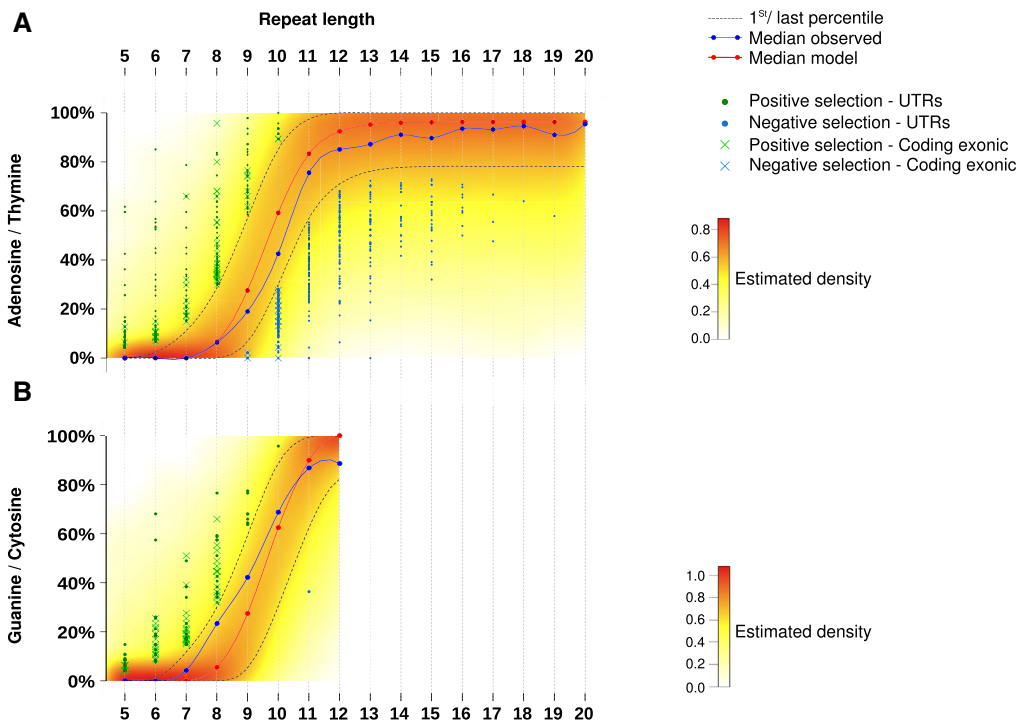 A
Repeat length
5 6 7 8 9 10 11 12 13 14 15 16 17 18 19 20
1St/ last percentile
Median observed
Median model
Positive selection - UTRs
Negative selection - UTRs
Positive selection - Coding exonic
Negative selection - Coding exonic
Adenosine / Thymine
100%
80%
60%
40%
20%
0%
0.8
0.6
0.4
0.2
0.0
Estimated density
B
Guanine / Cytosine
100%
80%
60%
40%
20%
0%
1.0
0.8
0.6
0.4
0.2
0.0
Estimated density
5 6 7 8 9 10 11 12 13 14 15 16 17 18 19 20